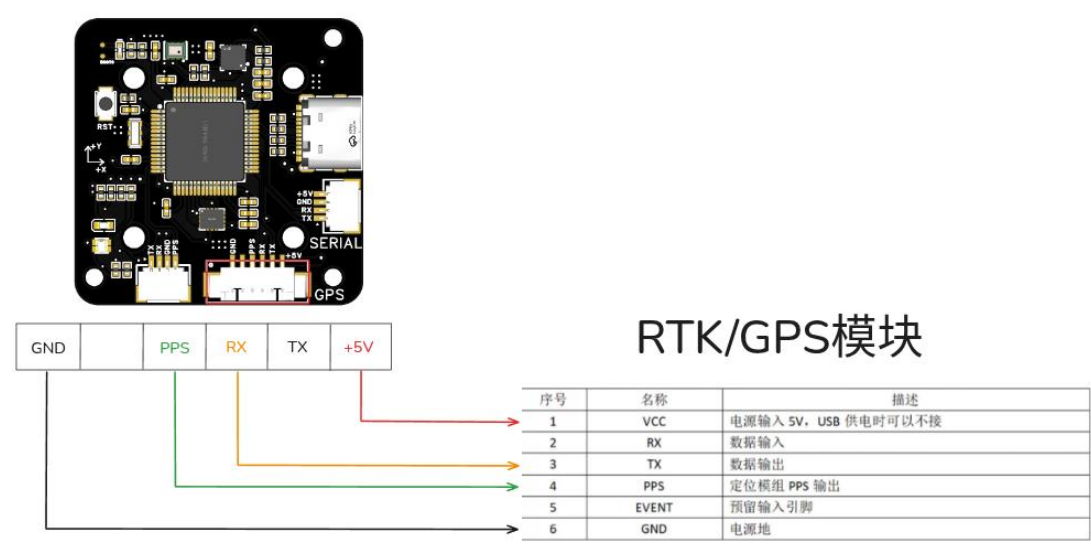 RST
+Y
+X
+5V
GND
RX
TX
SERIAL
TX
RX
GND
PPS
GND
PPS
RX
TX
+5V
GPS
GND PPS RX TX +5V
RTK/GPS模块
序号 名称 描述
1 VCC 电源输入 5V，USB 供电时可以不接
2 RX 数据输入
3 TX 数据输出
4 PPS 定位模组 PPS 输出
5 EVENT 预留输入引脚
6 GND 电源地